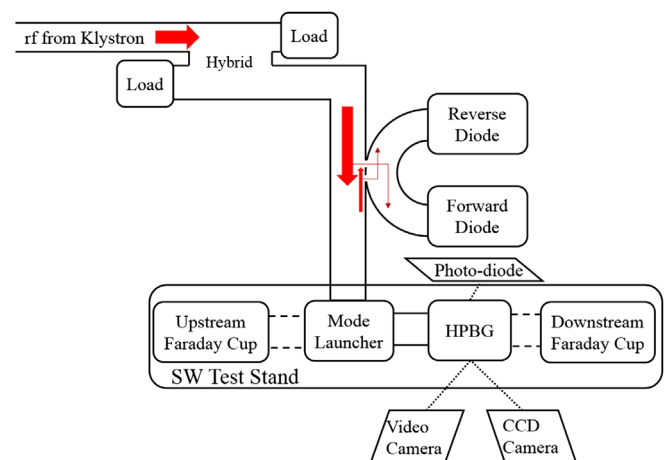 rf from Klystron
Load
Hybrid
Load
Reverse
Diode
Forward
Diode
Photo-diode
Upstream
Faraday Cup
Mode
Launcher
HPBG
Downstream
Faraday Cup
SW Test Stand
Video
Camera
CCD
Camera